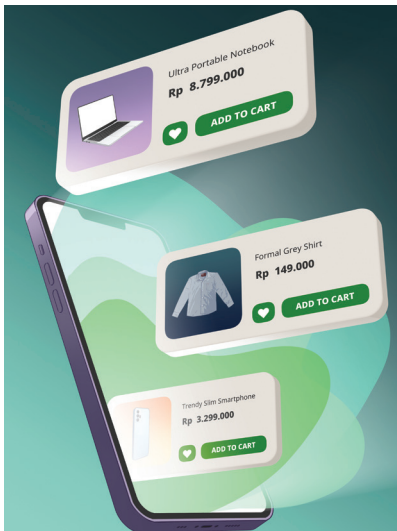 Ultra Portable Notebook
Rp 8.799.000
ADD TO CART
Formal Grey Shirt
Rp 149.000
ADD TO CART
Trendy Slim Smartphone
Rp 3.299.000
ADD TO CART